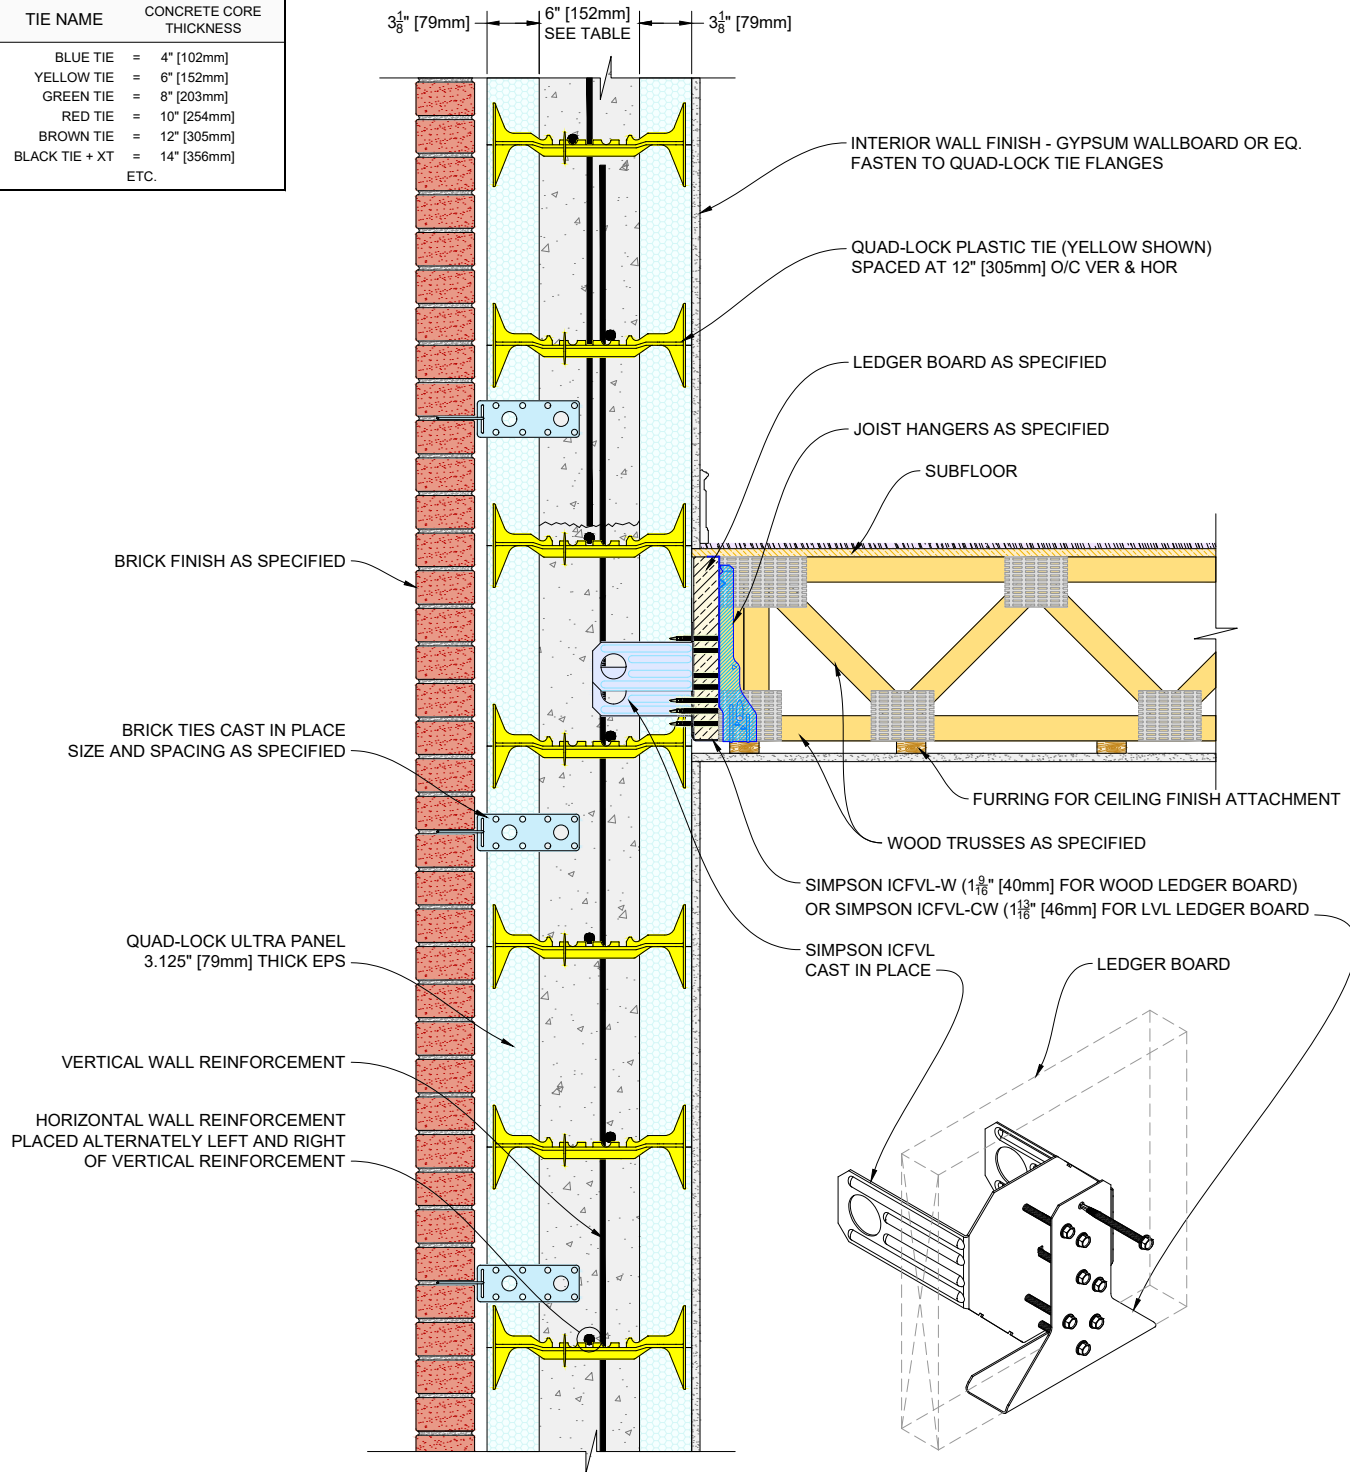 TIE NAME CONCRETE CORE
THICKNESS
BLUE TIE = 4" [102mm]
YELLOW TIE = 6" [152mm]
GREEN TIE = 8" [203mm]
RED TIE = 10" [254mm]
BROWN TIE = 12" [305mm]
BLACK TIE + XT = 14" [356mm]
ETC.
3 1/8" [79mm]
6" [152mm]
SEE TABLE
3 1/8" [79mm]
INTERIOR WALL FINISH - GYPSUM WALLBOARD OR EQ.
FASTEN TO QUAD-LOCK TIE FLANGES
QUAD-LOCK PLASTIC TIE (YELLOW SHOWN)
SPACED AT 12" [305mm] O/C VER & HOR
LEDGER BOARD AS SPECIFIED
JOIST HANGERS AS SPECIFIED
SUBFLOOR
BRICK FINISH AS SPECIFIED
BRICK TIES CAST IN PLACE
SIZE AND SPACING AS SPECIFIED
FURRING FOR CEILING FINISH ATTACHMENT
WOOD TRUSSES AS SPECIFIED
SIMPSON ICFVL-W (1 9/16" [40mm] FOR WOOD LEDGER BOARD)
OR SIMPSON ICFVL-CW (1 13/16" [46mm] FOR LVL LEDGER BOARD
SIMPSON ICFVL
CAST IN PLACE
LEDGER BOARD
QUAD-LOCK ULTRA PANEL
3.125" [79mm] THICK EPS
VERTICAL WALL REINFORCEMENT
HORIZONTAL WALL REINFORCEMENT
PLACED ALTERNATELY LEFT AND RIGHT
OF VERTICAL REINFORCEMENT